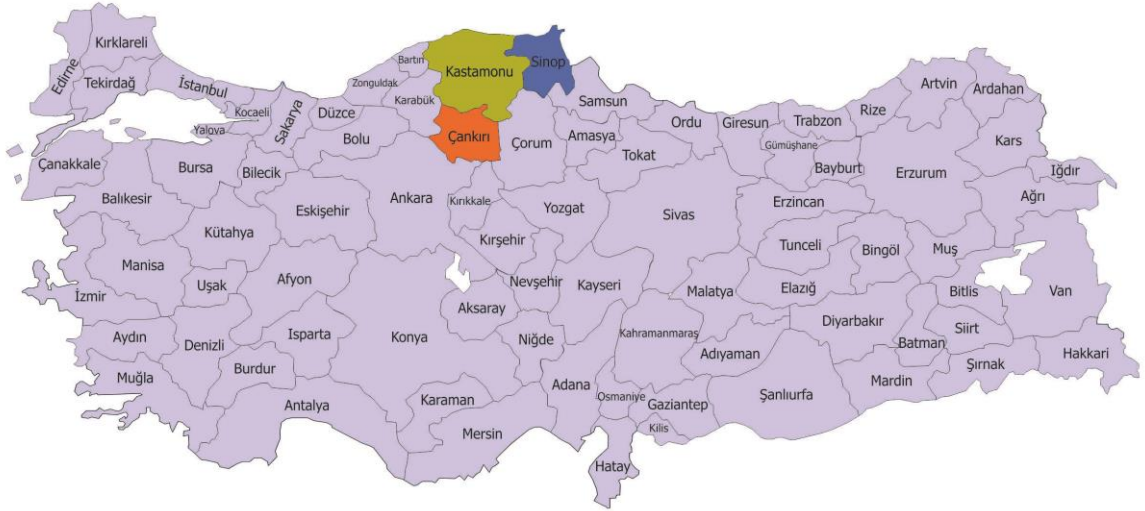 Kırklareli
Edirne
Tekirdağ
İstanbul
Kocaeli
Yalova
Sakarya
Düzce
Zonguldak
Bartın
Karabük
Kastamonu
Sinop
Çankırı
Bolu
Samsun
Amasya
Çorum
Tokat
Ordu
Giresun
Trabzon
Gümüşhane
Rize
Artvin
Ardahan
Kars
Bayburt
Erzurum
Iğdır
Ağrı
Çanakkale
Bursa
Bilecik
Balıkesir
Eskişehir
Ankara
Kırıkkale
Yozgat
Sivas
Erzincan
Kütahya
Kırşehir
Tunceli
Bingöl
Muş
Manisa
Uşak
Afyon
Nevşehir
Kayseri
Malatya
Elazığ
Bitlis
Van
İzmir
Aksaray
Aydın
Denizli
Isparta
Konya
Niğde
Kahramanmaraş
Adıyaman
Diyarbakır
Batman
Siirt
Şırnak
Hakkari
Muğla
Burdur
Antalya
Karaman
Mersin
Adana
Osmaniye
Gaziantep
Kilis
Şanlıurfa
Mardin
Hatay